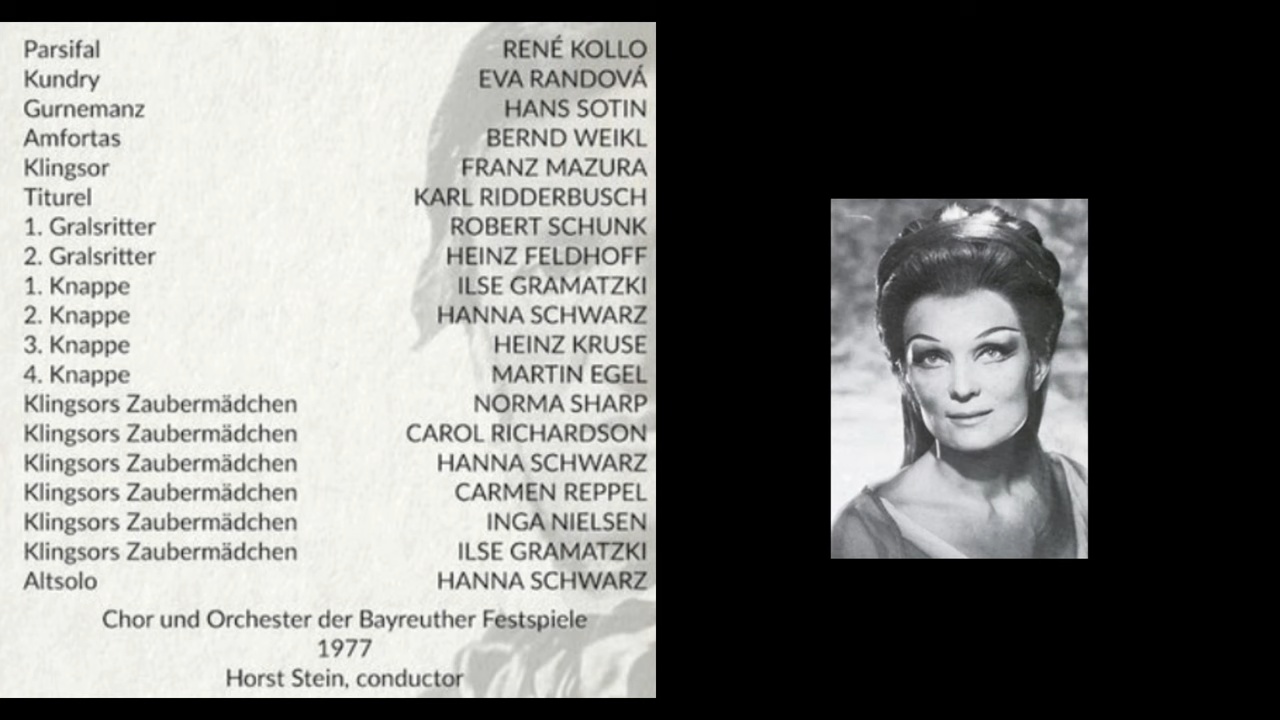 Parsifal RENÉ KOLLO
Kundry EVA RANDOVÁ
Gurnemanz HANS SOTIN
Amfortas BERND WEIKL
Klingsor FRANZ MAZURA
Titurel KARL RIDDERBUSCH
1. Gralsritter ROBERT SCHUNK
2. Gralsritter HEINZ FELDHOFF
1. Knappe ILSE GRAMATZKI
2. Knappe HANNA SCHWARZ
3. Knappe HEINZ KRUSE
4. Knappe MARTIN EGEL
Klingsors Zaubermädchen NORMA SHARP
Klingsors Zaubermädchen CAROL RICHARDSON
Klingsors Zaubermädchen HANNA SCHWARZ
Klingsors Zaubermädchen CARMEN REPPEL
Klingsors Zaubermädchen INGA NIELSEN
Klingsors Zaubermädchen ILSE GRAMATZKI
Altsolo HANNA SCHWARZ
Chor und Orchester der Bayreuther Festspiele
1977
Horst Stein, conductor